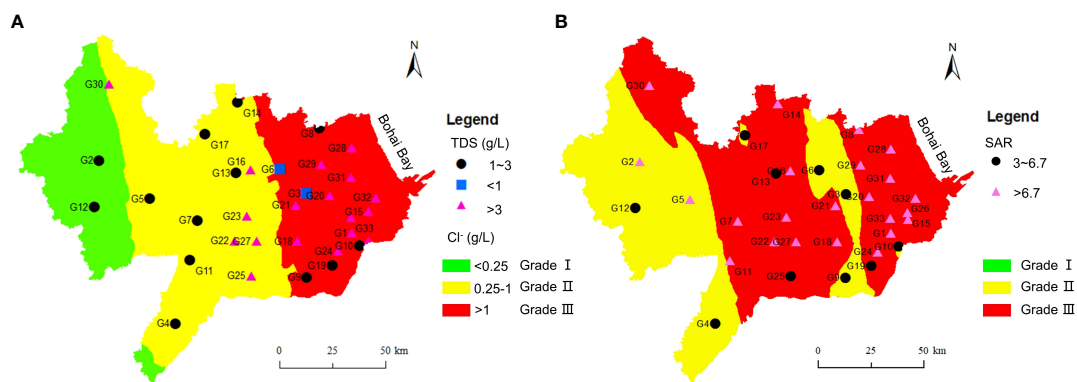 A
N
G30
G14
G8
G17
G28
G16
G2
G13
G6
G29
G31
G3
G20
G32
G12
G5
G21
G15
G7
G23
G1
G33
G22
G27
G18
G10
G24
G11
G25
G19
G9
G4
Bohai Bay
Legend
TDS (g/L)
1~3
<1
>3
Cl⁻ (g/L)
<0.25 Grade Ⅰ
0.25-1 Grade Ⅱ
>1 Grade Ⅲ
0 25 50 km
B
N
G30
G14
G8
G17
G28
G2
G6
G29
G13
G31
G3
G20
G32
G12
G5
G21
G26
G7
G23
G33
G15
G1
G22
G27
G18
G10
G24
G11
G25
G19
G9
G4
Bohai Bay
Legend
SAR
3~6.7
>6.7
Grade Ⅰ
Grade Ⅱ
Grade Ⅲ
0 25 50 km